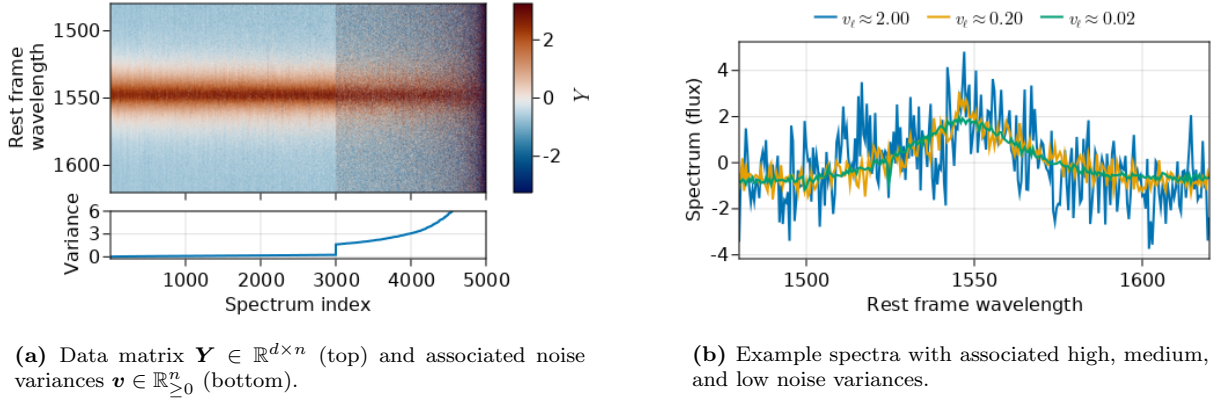 1500
1550
1600
Rest frame
wavelength
2
0
-2
Y
6
3
0
Variance
1000
2000
3000
4000
5000
Spectrum index
(a) Data matrix Y ∈ ℝ^{d×n} (top) and associated noise
variances v ∈ ℝ^n_{≥0} (bottom).
v_ℓ ≈ 2.00 v_ℓ ≈ 0.20 v_ℓ ≈ 0.02
4
2
0
-2
-4
Spectrum (flux)
1500
1550
1600
Rest frame wavelength
(b) Example spectra with associated high, medium,
and low noise variances.